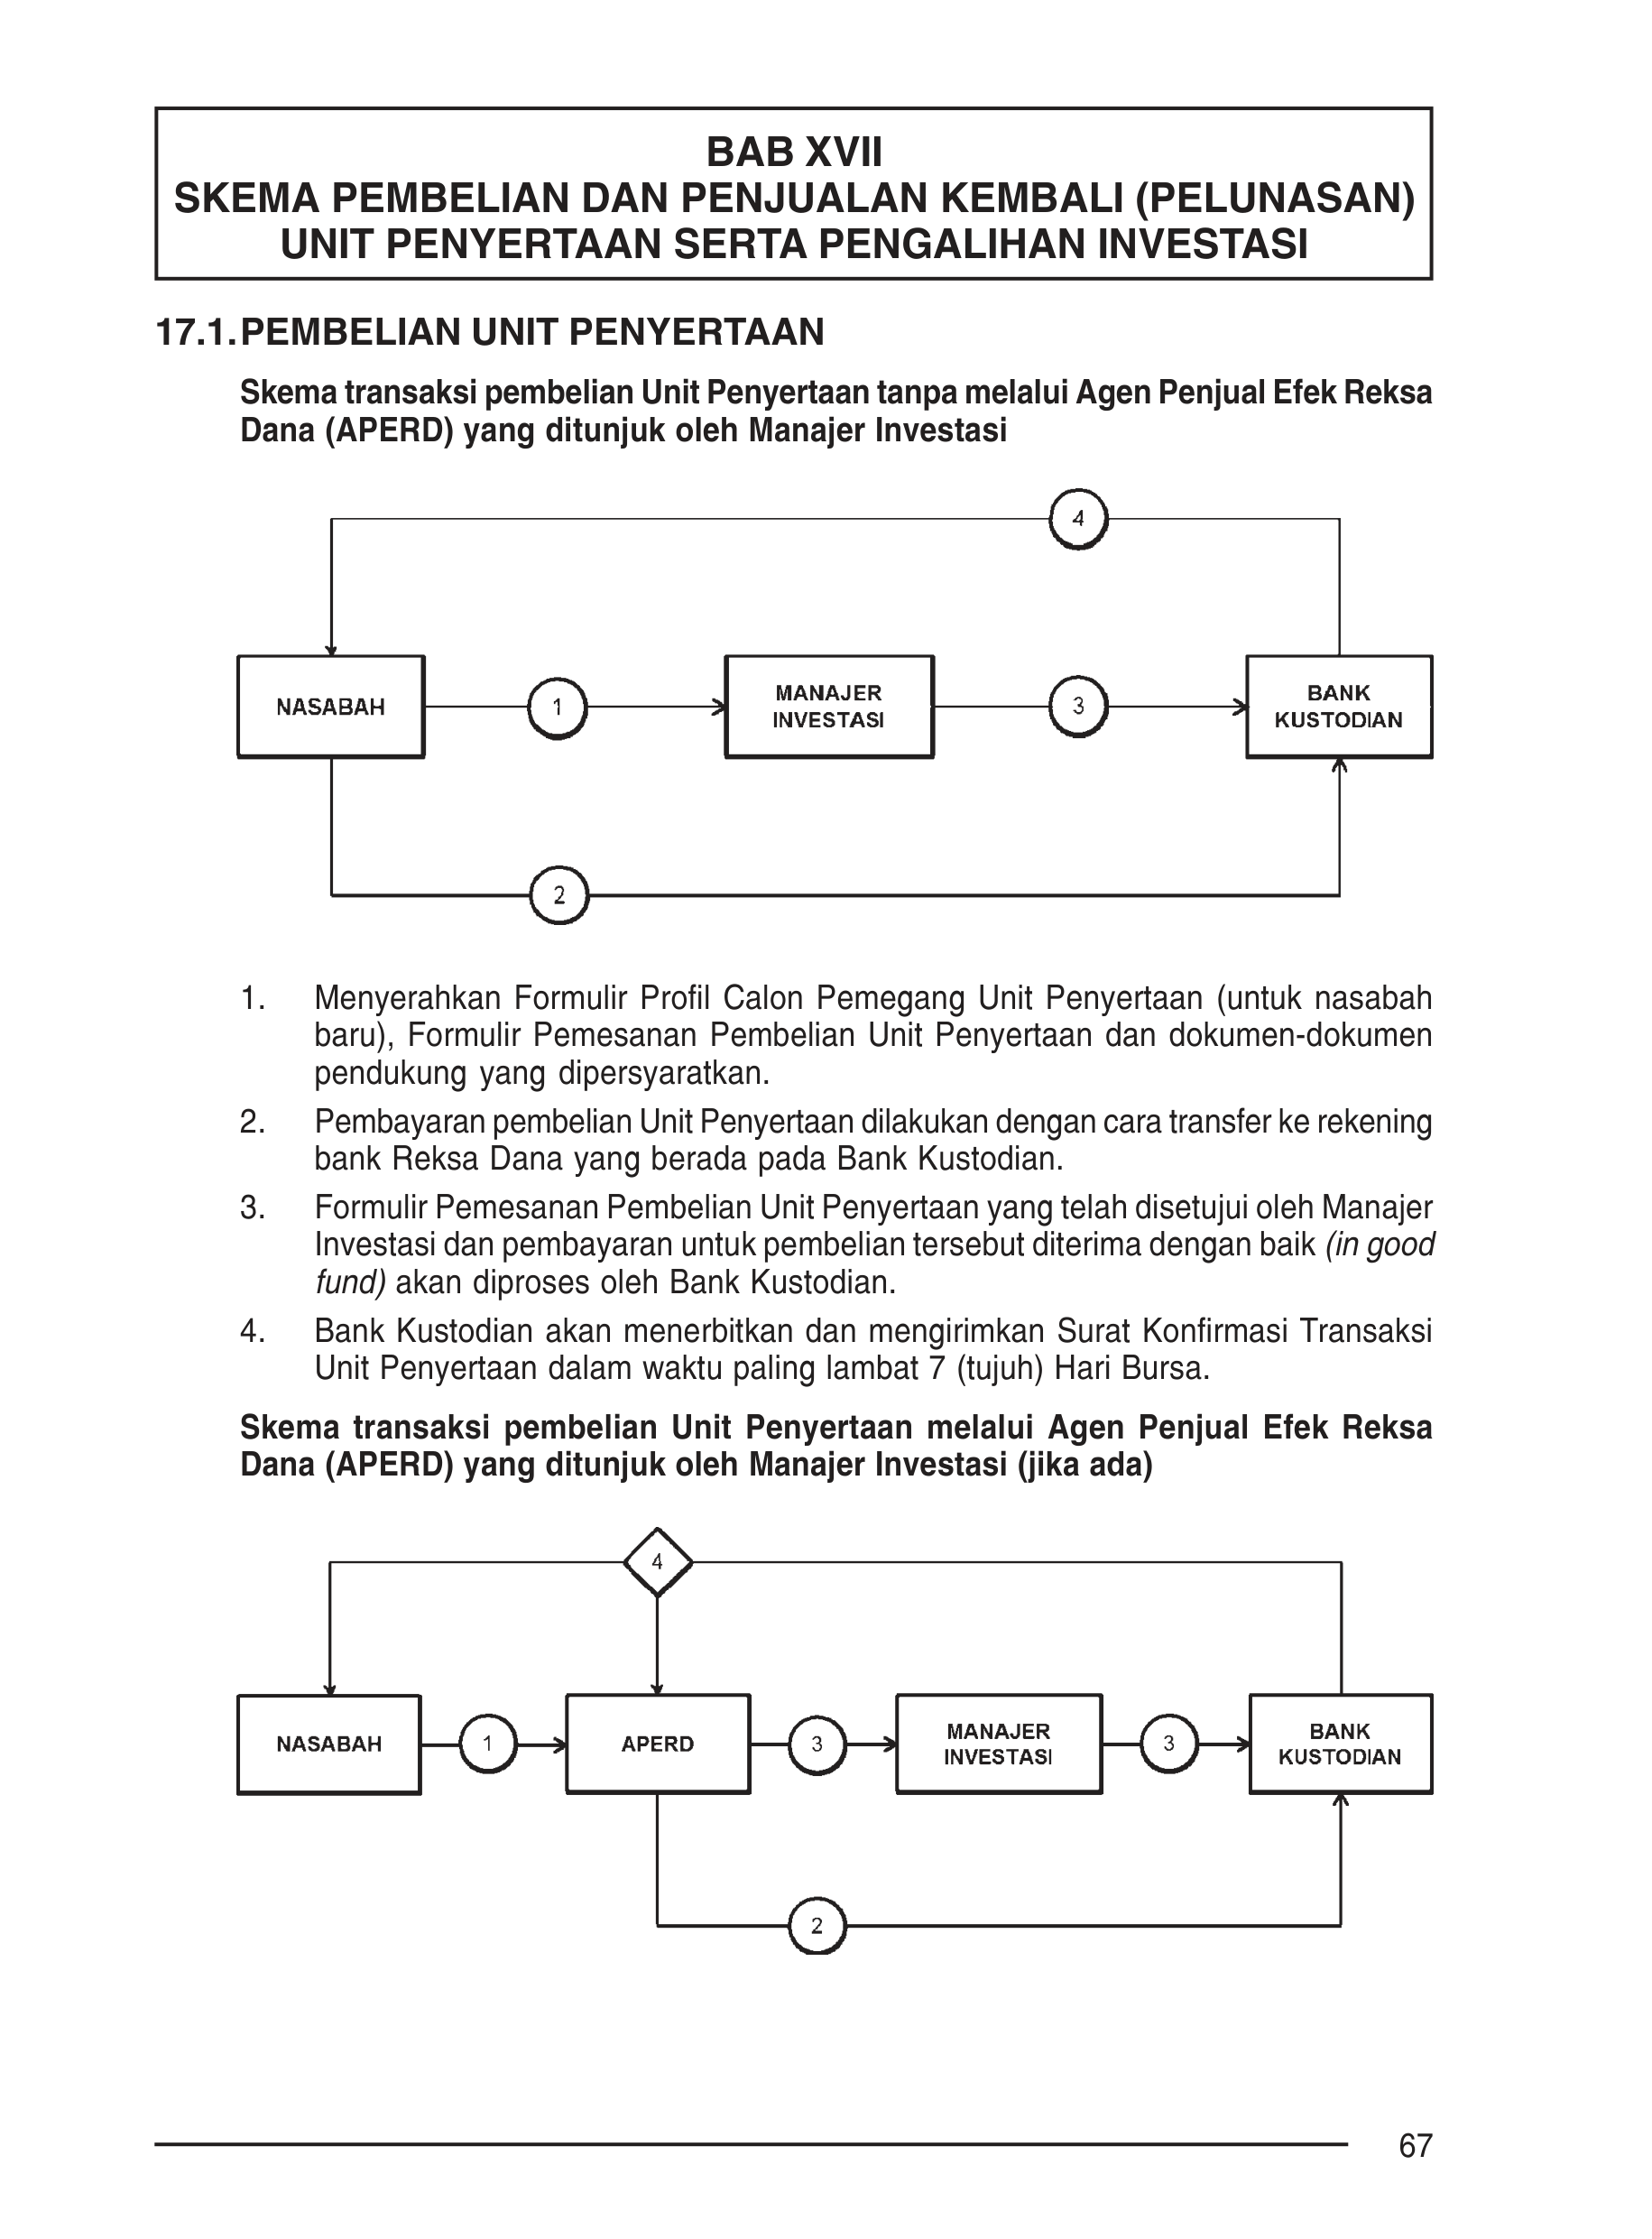 BAB XVII
SKEMA PEMBELIAN DAN PENJUALAN KEMBALI (PELUNASAN)
UNIT PENYERTAAN SERTA PENGALIHAN INVESTASI
17.1. PEMBELIAN UNIT PENYERTAAN
Skema transaksi pembelian Unit Penyertaan tanpa melalui Agen Penjual Efek Reksa
Dana (APERD) yang ditunjuk oleh Manajer Investasi
4
NASABAH
1
MANAJER
INVESTASI
3
BANK
KUSTODIAN
2
1. Menyerahkan Formulir Profil Calon Pemegang Unit Penyertaan (untuk nasabah
baru), Formulir Pemesanan Pembelian Unit Penyertaan dan dokumen-dokumen
pendukung yang dipersyaratkan.
2. Pembayaran pembelian Unit Penyertaan dilakukan dengan cara transfer ke rekening
bank Reksa Dana yang berada pada Bank Kustodian.
3. Formulir Pemesanan Pembelian Unit Penyertaan yang telah disetujui oleh Manajer
Investasi dan pembayaran untuk pembelian tersebut diterima dengan baik (in good
fund) akan diproses oleh Bank Kustodian.
4. Bank Kustodian akan menerbitkan dan mengirimkan Surat Konfirmasi Transaksi
Unit Penyertaan dalam waktu paling lambat 7 (tujuh) Hari Bursa.
Skema transaksi pembelian Unit Penyertaan melalui Agen Penjual Efek Reksa
Dana (APERD) yang ditunjuk oleh Manajer Investasi (jika ada)
4
NASABAH
1
APERD
3
MANAJER
INVESTASI
3
BANK
KUSTODIAN
2
67